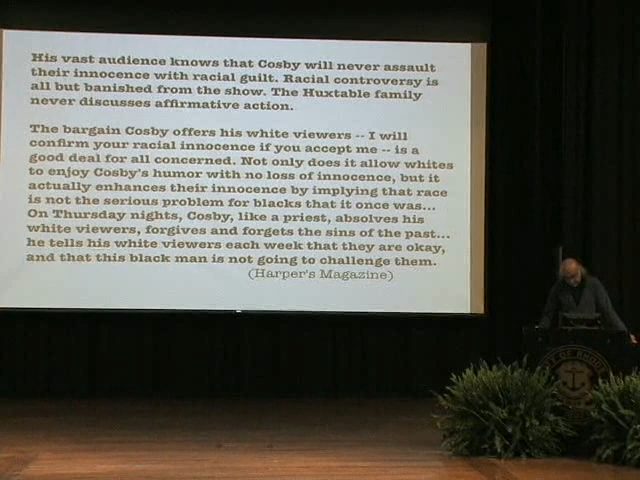 His vast audience knows that Cosby will never assault
their innocence with racial guilt. Racial controversy is
all but banished from the show. The Huxtable family
never discusses affirmative action.
The bargain Cosby offers his white viewers -- I will
confirm your racial innocence if you accept me -- is a
good deal for all concerned. Not only does it allow whites
to enjoy Cosby's humor with no loss of innocence, but it
actually enhances their innocence by implying that race
is not the serious problem for blacks that it once was...
On Thursday nights, Cosby, like a priest, absolves his
white viewers, forgives and forgets the sins of the past...
he tells his white viewers each week that they are okay,
and that this black man is not going to challenge them.
(Harper's Magazine)
OF RHODE